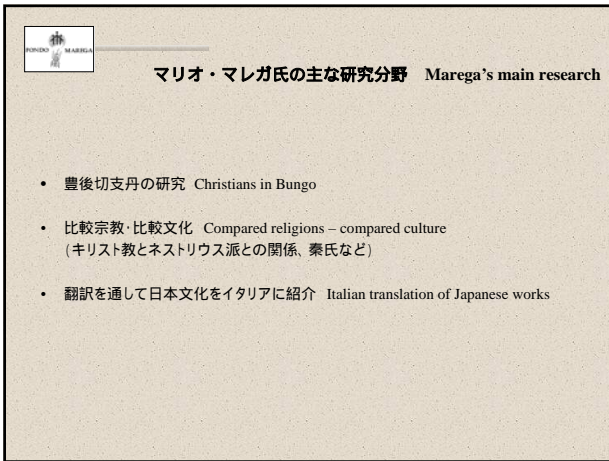 FONDO MAREGA
マリオ・マレガ氏の主な研究分野 Marega's main research
• 豊後切支丹の研究 Christians in Bungo
• 比較宗教・比較文化 Compared religions – compared culture
(キリスト教とネストリウス派との関係、秦氏など)
• 翻訳を通して日本文化をイタリアに紹介 Italian translation of Japanese works